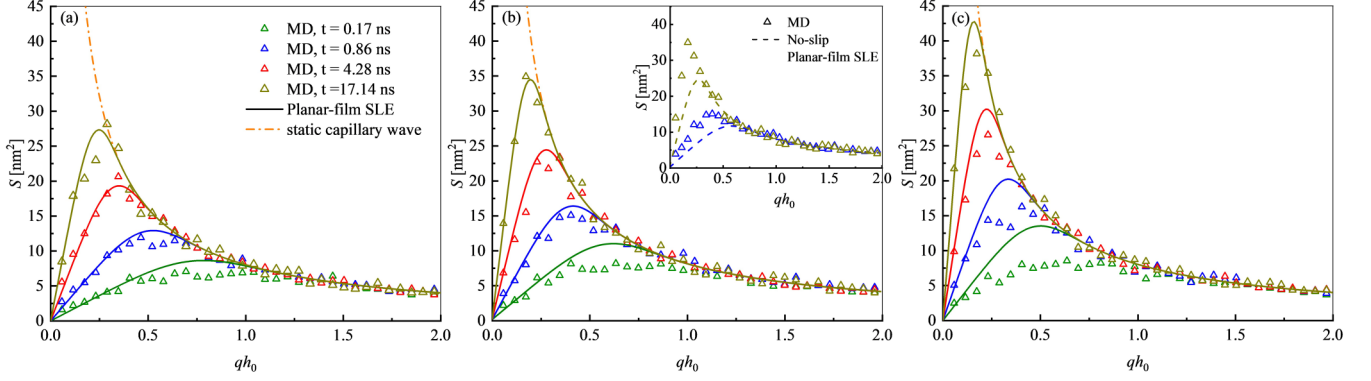 (a)
MD, t = 0.17 ns
MD, t = 0.86 ns
MD, t = 4.28 ns
MD, t =17.14 ns
Planar-film SLE
static capillary wave
S [nm²]
45
40
35
30
25
20
15
10
5
0
0.0 0.5 1.0 1.5 2.0
qh₀
(b)
S [nm²]
45
40
35
30
25
20
15
10
5
0
0.0 0.5 1.0 1.5 2.0
qh₀
MD
No-slip
Planar-film SLE
S [nm²]
40
30
20
10
0
0.0 0.5 1.0 1.5 2.0
qh₀
(c)
S [nm²]
45
40
35
30
25
20
15
10
5
0
0.0 0.5 1.0 1.5 2.0
qh₀